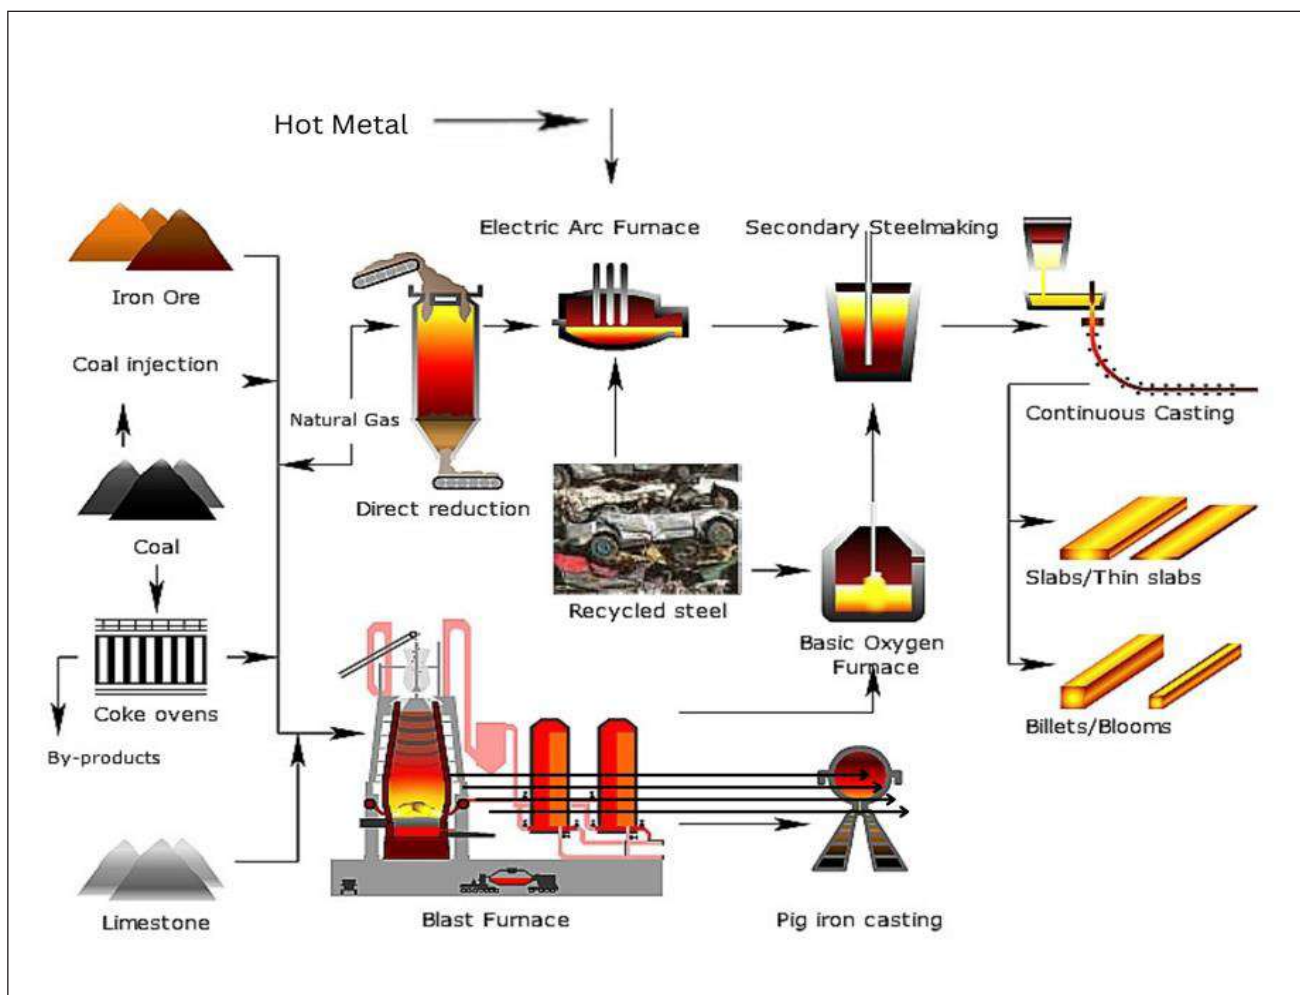 Hot Metal
Electric Arc Furnace
Secondary Steelmaking
Iron Ore
Coal injection
Natural Gas
Continuous Casting
Direct reduction
Coal
Slabs/Thin slabs
Recycled steel
Basic Oxygen
Furnace
Coke ovens
Billets/Blooms
By-products
Limestone
Blast Furnace
Pig iron casting